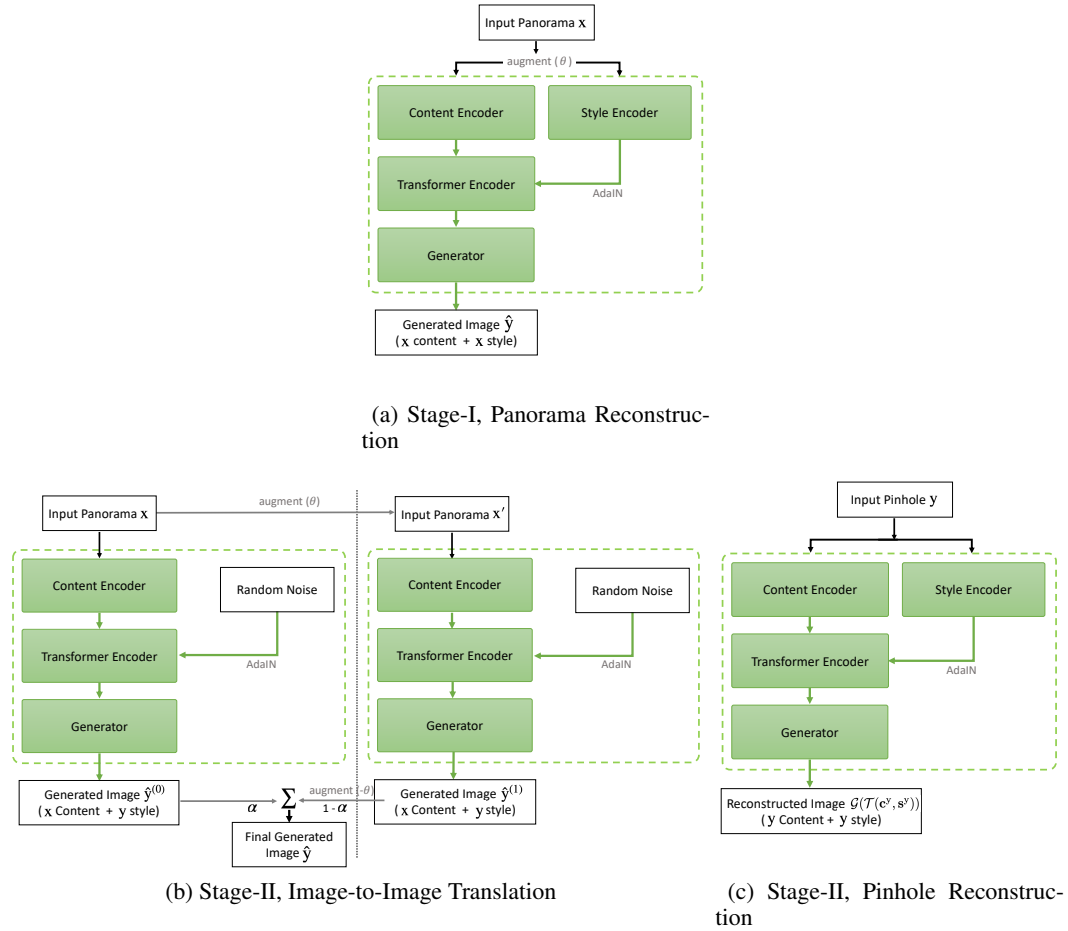 Input Panorama x
augment (θ)
Content Encoder
Style Encoder
Transformer Encoder
AdaIN
Generator
Generated Image ŷ
(x content + x style)
(a) Stage-I, Panorama Reconstruc-
tion
Input Panorama x
augment (θ)
Input Panorama x′
Content Encoder
Random Noise
Transformer Encoder
AdaIN
Generator
Content Encoder
Random Noise
Transformer Encoder
AdaIN
Generator
Generated Image ŷ⁽⁰⁾
(x Content + y style)
α
Σ
augment (-θ)
1 - α
Generated Image ŷ⁽¹⁾
(x Content + y style)
Final Generated
Image ŷ
(b) Stage-II, Image-to-Image Translation
Input Pinhole y
Content Encoder
Style Encoder
Transformer Encoder
AdaIN
Generator
Reconstructed Image 𝒢(𝒯(cʸ, sʸ))
(y Content + y style)
(c) Stage-II, Pinhole Reconstruc-
tion